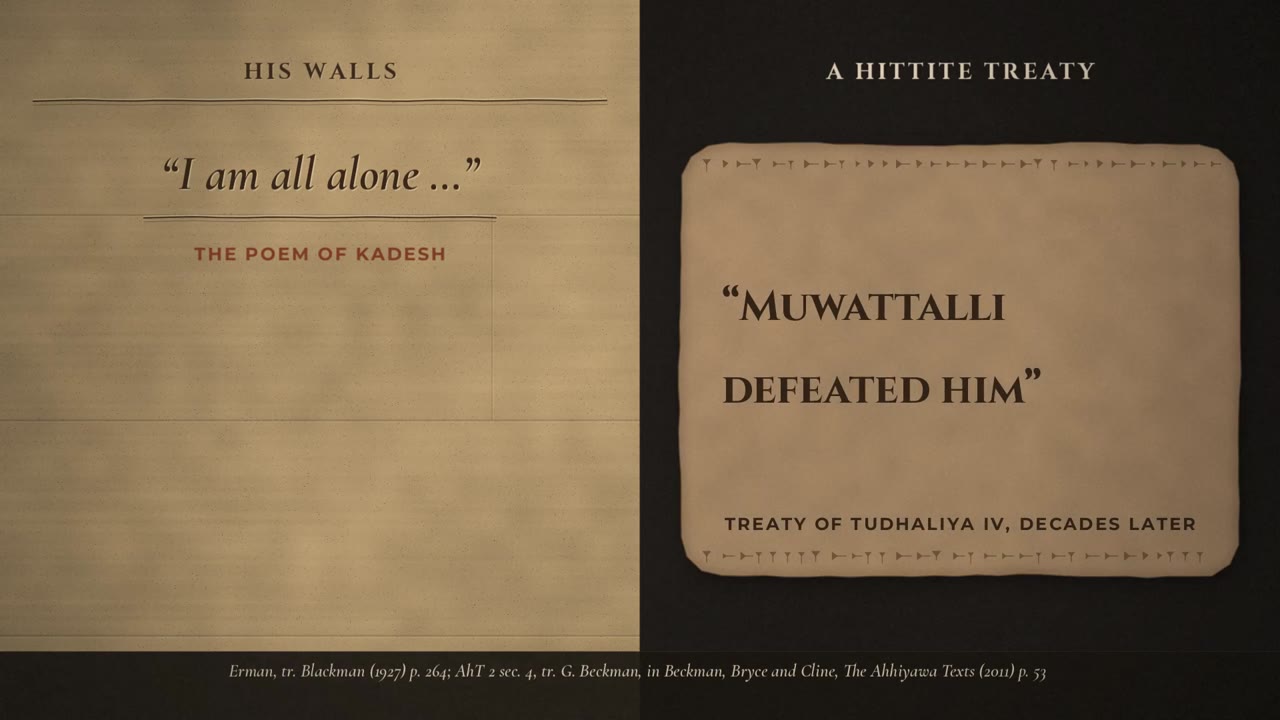 HIS WALLS
“I am all alone ...”
THE POEM OF KADESH
A HITTITE TREATY
“MUWATTALLI
DEFEATED HIM”
TREATY OF TUDHALIYA IV, DECADES LATER
Erman, tr. Blackman (1927) p. 264; AhT 2 sec. 4, tr. G. Beckman, in Beckman, Bryce and Cline, The Ahhiyawa Texts (2011) p. 53